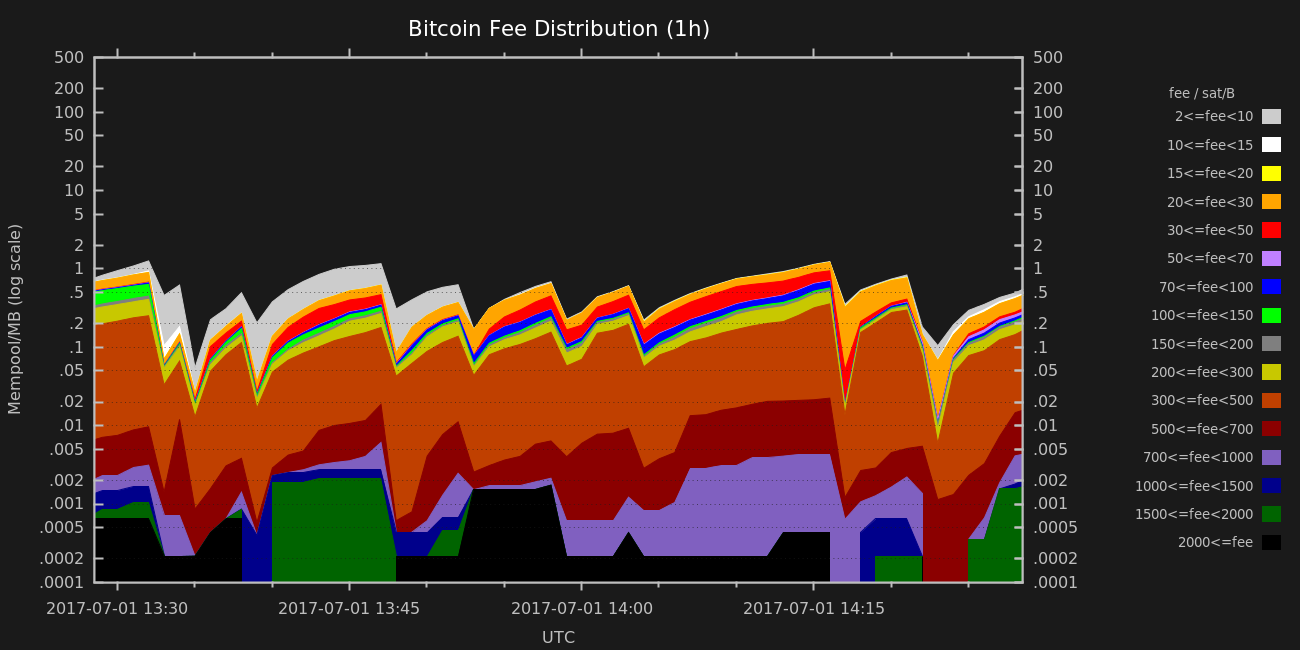 Bitcoin Fee Distribution (1h)
Mempool/MB (log scale)
500
200
100
50
20
10
5
2
1
.5
.2
.1
.05
.02
.01
.005
.002
.001
.0005
.0002
.0001
500
200
100
50
20
10
5
2
1
.5
.2
.1
.05
.02
.01
.005
.002
.001
.0005
.0002
.0001
2017-07-01 13:30
2017-07-01 13:45
2017-07-01 14:00
2017-07-01 14:15
UTC
fee / sat/B
2<=fee<10
10<=fee<15
15<=fee<20
20<=fee<30
30<=fee<50
50<=fee<70
70<=fee<100
100<=fee<150
150<=fee<200
200<=fee<300
300<=fee<500
500<=fee<700
700<=fee<1000
1000<=fee<1500
1500<=fee<2000
2000<=fee